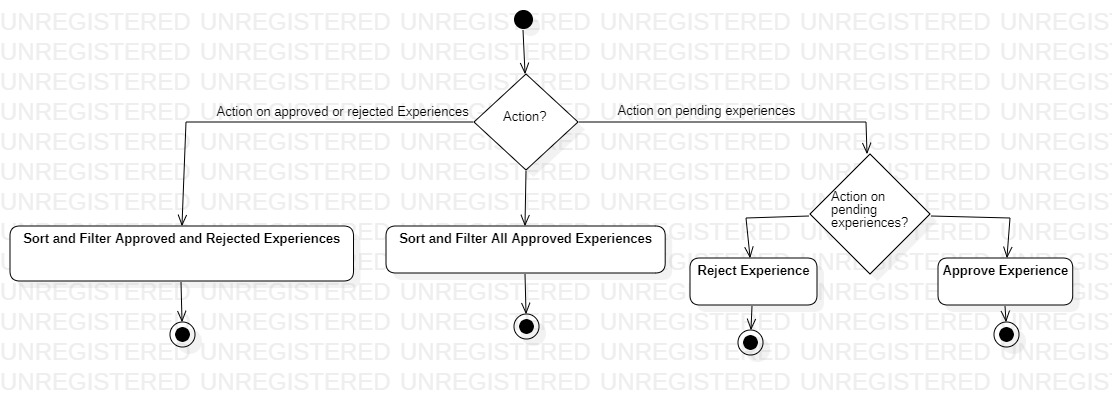 UNREGISTERED UNREGISTERED UNREGISTERED UNREGISTERED UNREGISTERED UNREGIS
Action on approved or rejected Experiences
Action?
Action on pending experiences
Action on
pending
experiences?
Sort and Filter Approved and Rejected Experiences
Sort and Filter All Approved Experiences
Reject Experience
Approve Experience